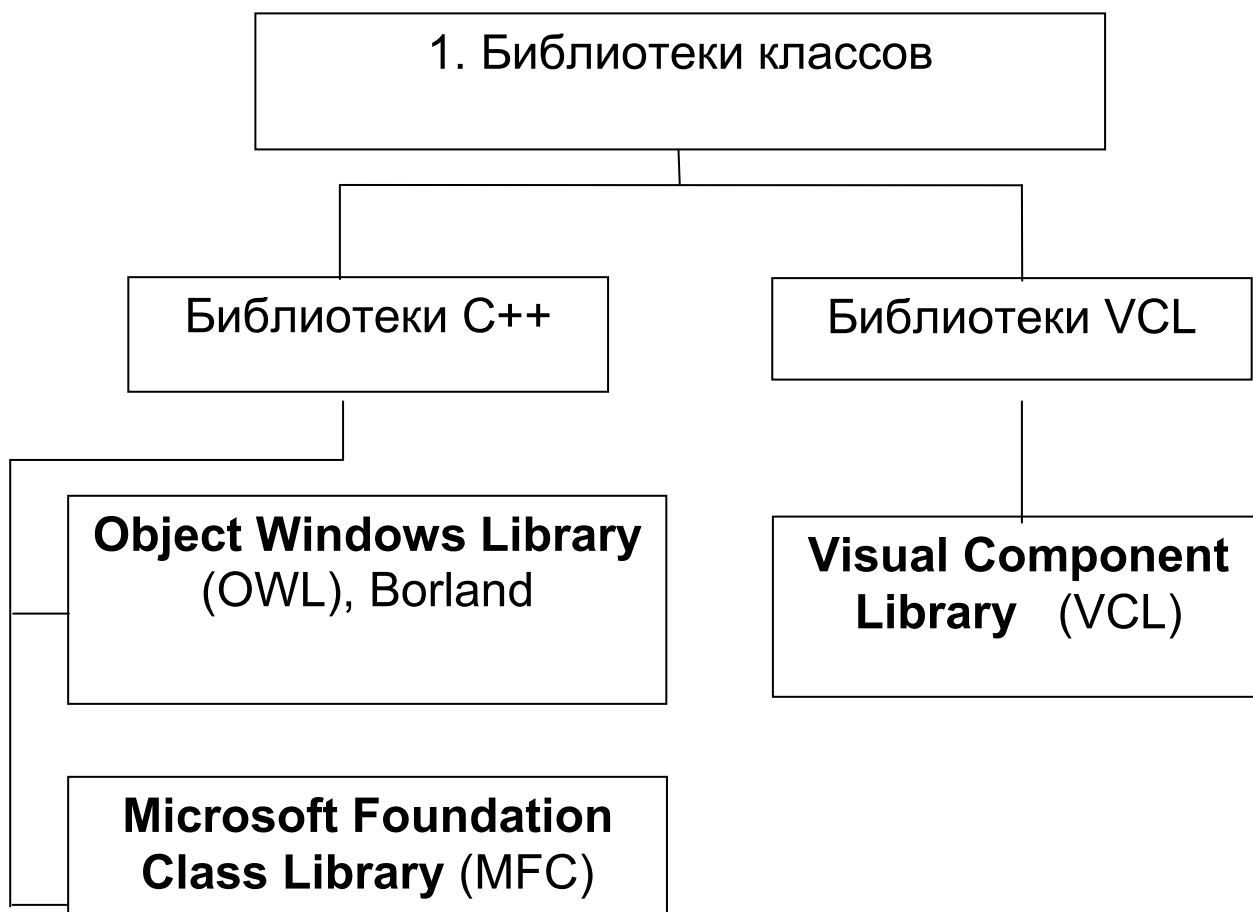 1. Библиотеки классов
Библиотеки C++
Библиотеки VCL
Object Windows Library
(OWL), Borland
Visual Component
Library (VCL)
Microsoft Foundation
Class Library (MFC)